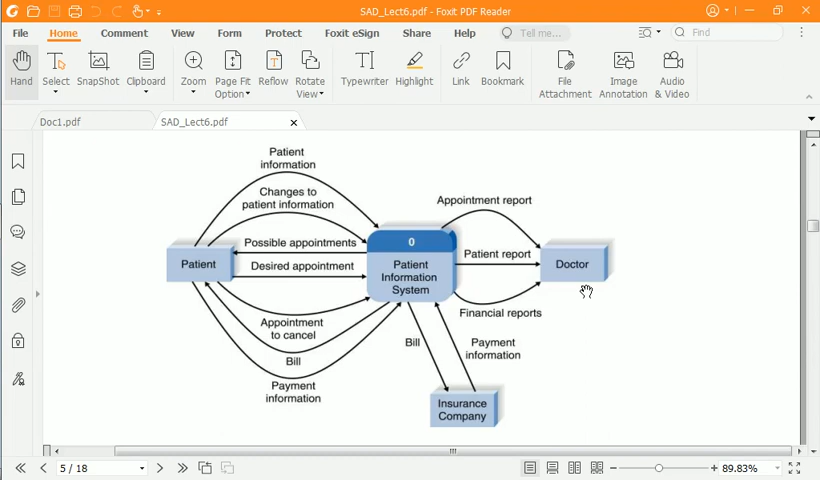 SAD_Lect6.pdf - Foxit PDF Reader
File Home Comment View Form Protect Foxit eSign Share Help Tell me... Find
Hand Select SnapShot Clipboard Zoom Page Fit Option Reflow Rotate View Typewriter Highlight Link Bookmark File Attachment Image Annotation Audio & Video
Doc1.pdf SAD_Lect6.pdf
Patient
information
Changes to
patient information
Possible appointments
Desired appointment
Appointment
to cancel
Bill
Payment
information
Patient
0
Patient
Information
System
Appointment report
Patient report
Financial reports
Doctor
Bill
Payment
information
Insurance
Company
5 / 18
89.83%